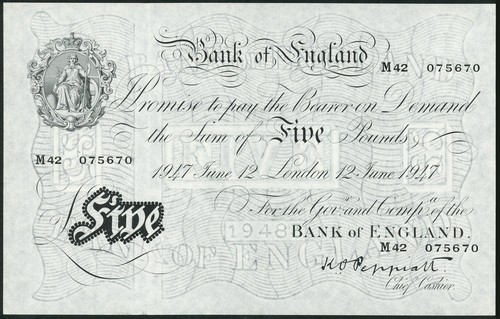 Bank of England
M42 075670
I Promise to pay the Bearer on Demand
the Sum of Five Pounds
M42 075670
1947 June 12 London 12 June 1947
For the Gov.r and Comp.a of the
Five
1948
BANK OF ENGLAND.
M42 075670
K.O. Peppiatt
Chief Cashier.